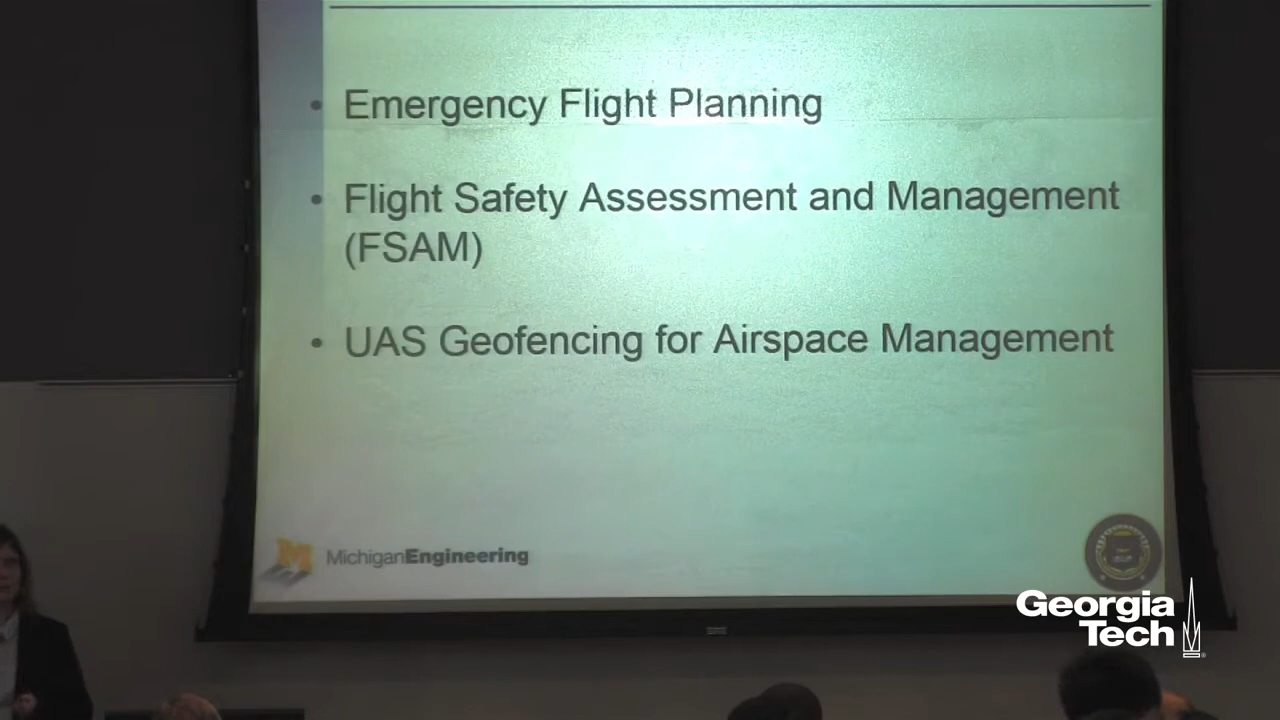 • Emergency Flight Planning
• Flight Safety Assessment and Management
(FSAM)
• UAS Geofencing for Airspace Management
M MichiganEngineering
Georgia
Tech